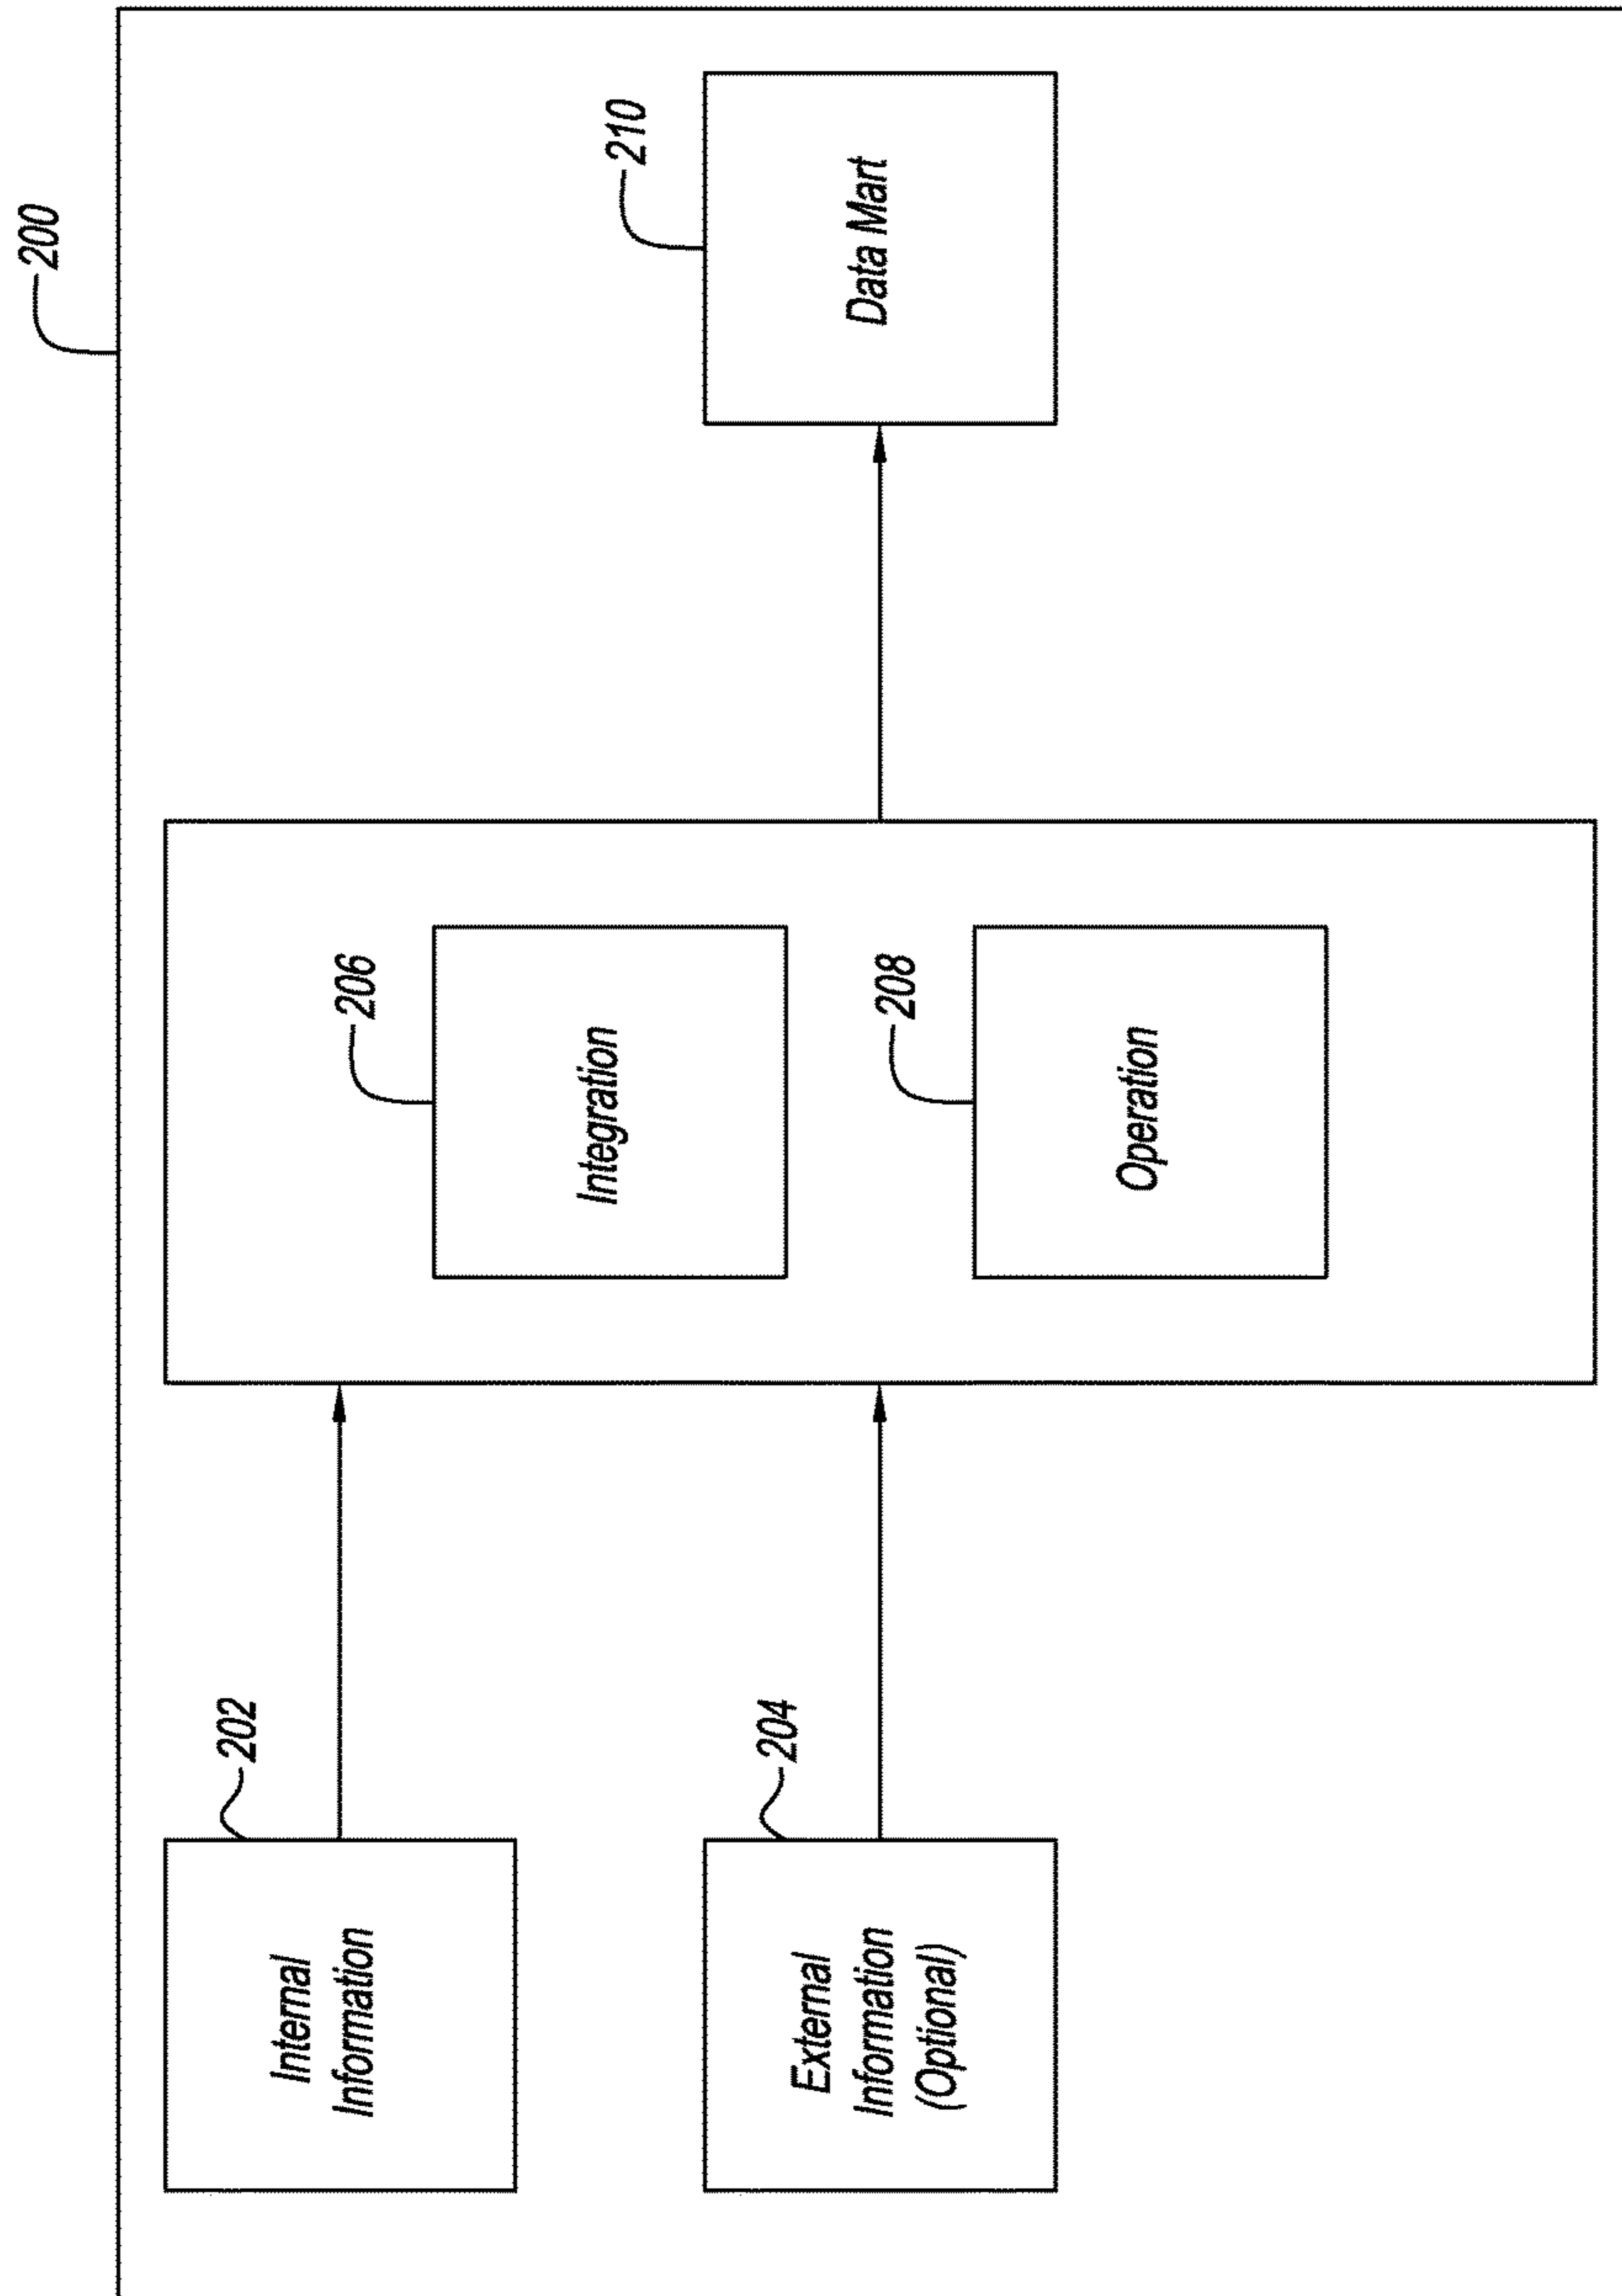 200
202
Internal
Information
204
External
Information
(Optional)
206
Integration
208
Operation
210
Data Mart